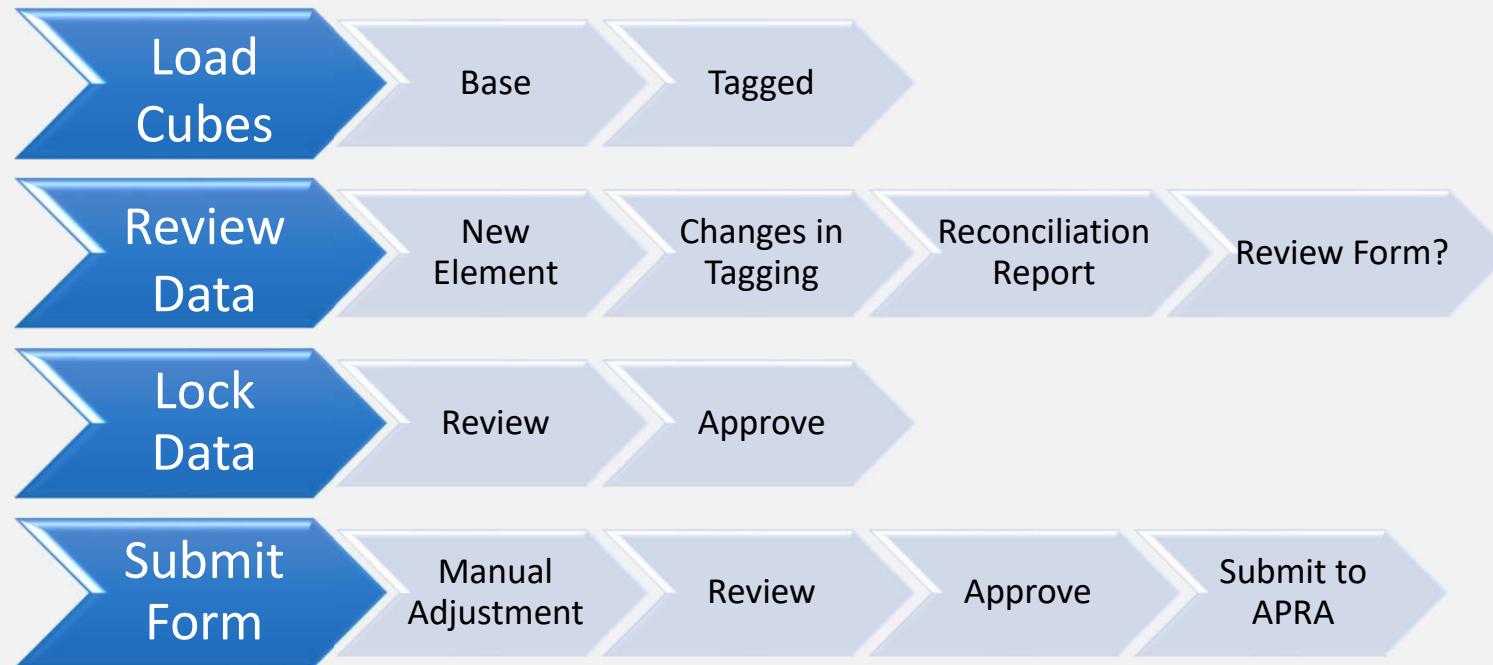 Load
Cubes
Base
Tagged
Review
Data
New
Element
Changes in
Tagging
Reconciliation
Report
Review Form?
Lock
Data
Review
Approve
Submit
Form
Manual
Adjustment
Review
Approve
Submit to
APRA